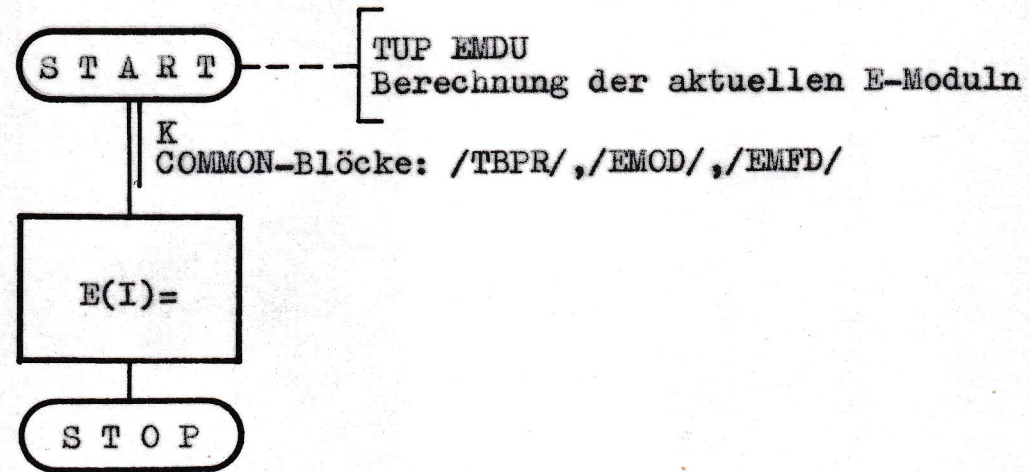 S T A R T
TUP EMDU
Berechnung der aktuellen E-Moduln
K
COMMON-Blöcke: /TBPR/,/EMOD/,/EMFD/
E(I)=
S T O P